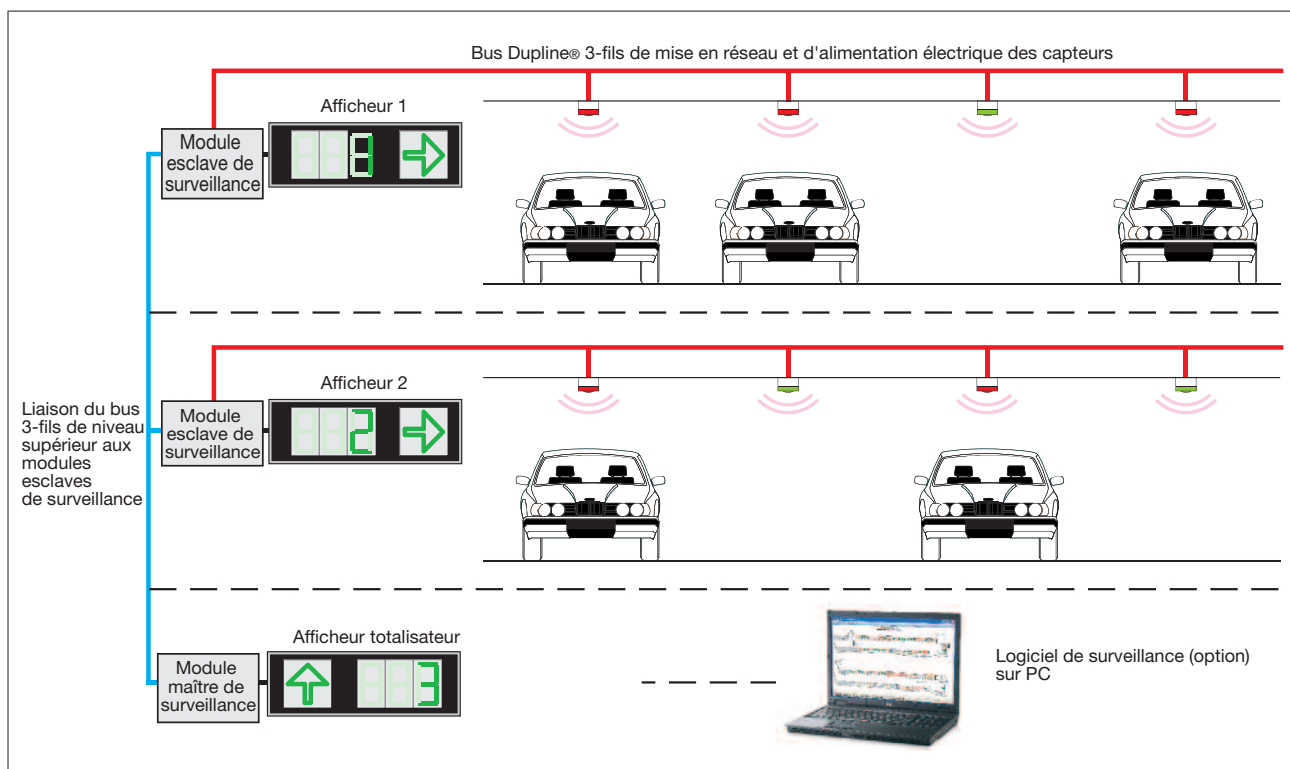 Bus Dupline® 3-fils de mise en réseau et d'alimentation électrique des capteurs
Afficheur 1
Module
esclave de
surveillance
1
Afficheur 2
Module
esclave de
surveillance
2
Liaison du bus
3-fils de niveau
supérieur aux
modules
esclaves
de surveillance
Afficheur totalisateur
Module
maître de
surveillance
3
Logiciel de surveillance (option)
sur PC